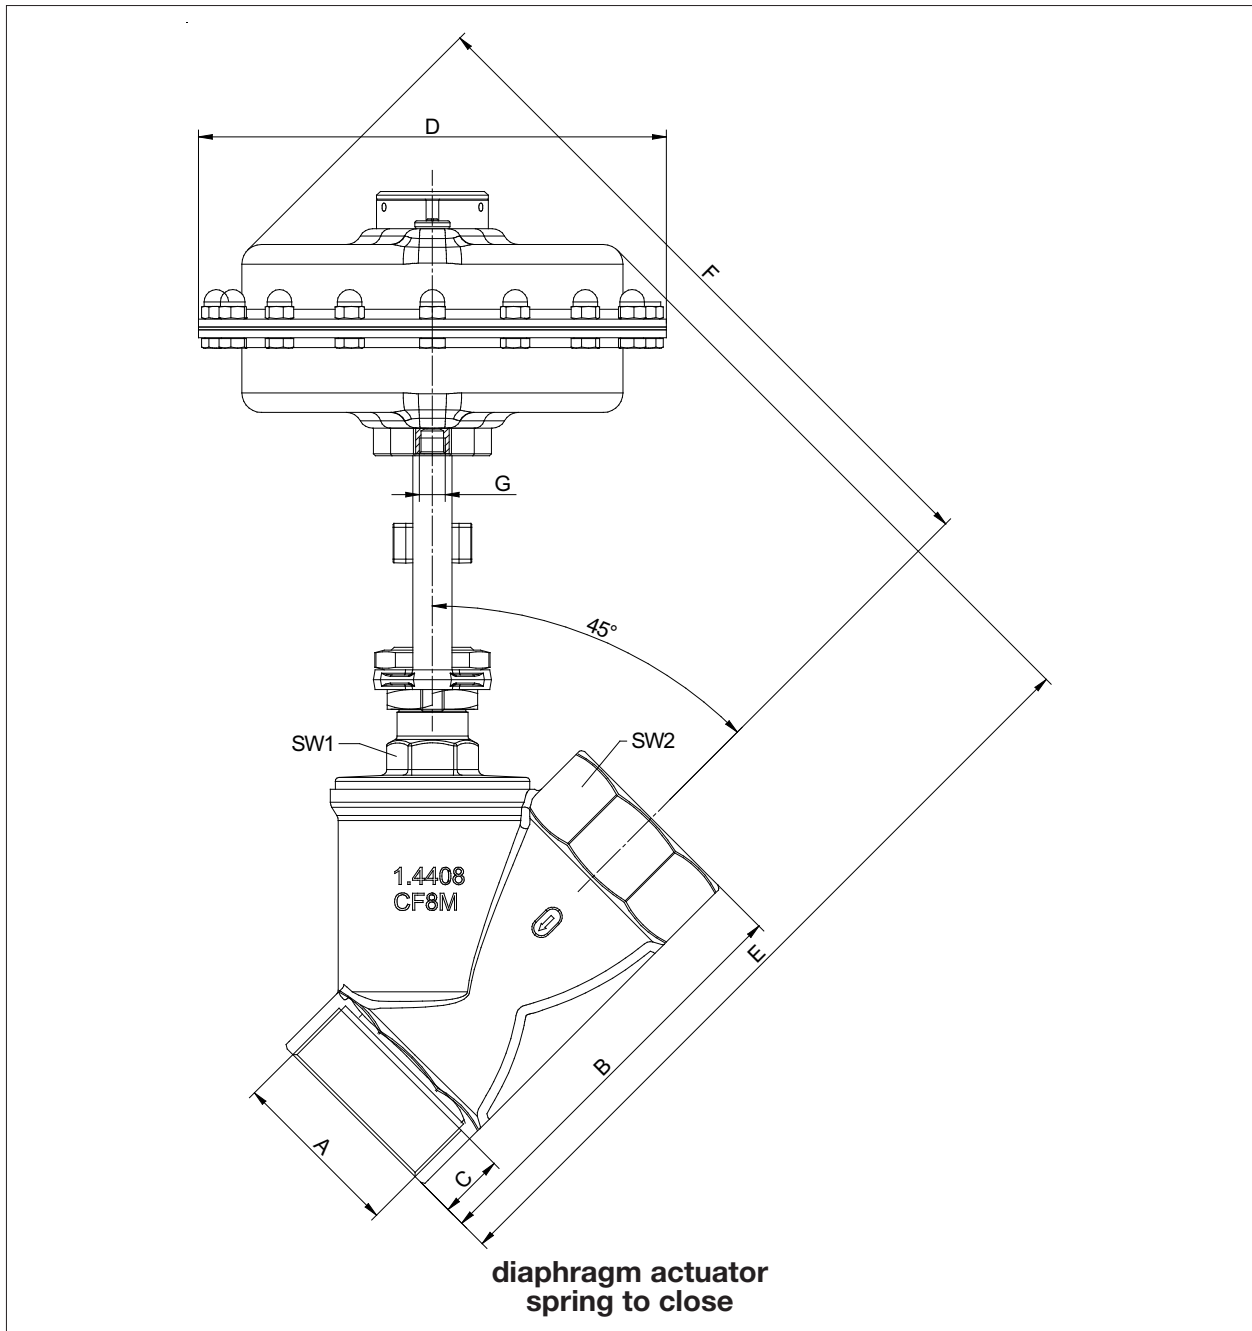 D
F
G
45°
SW1
SW2
1.4408
CF8M
E
B
A
C
diaphragm actuator
spring to close